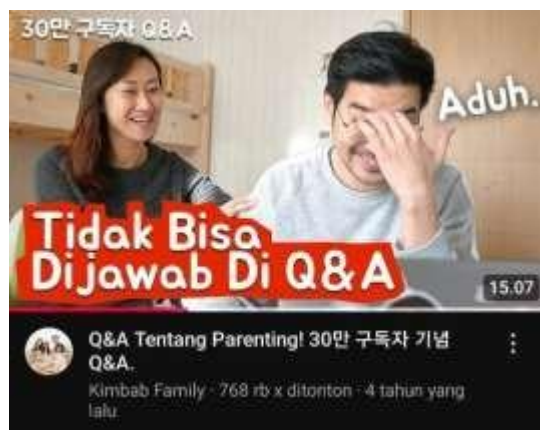 30만 구독자 Q&A
Aduh.
Tidak Bisa
Dijawab Di Q&A
15.07
Q&A Tentang Parenting! 30만 구독자 기념
Q&A.
Kimbab Family · 768 rb x ditonton · 4 tahun yang
lalu